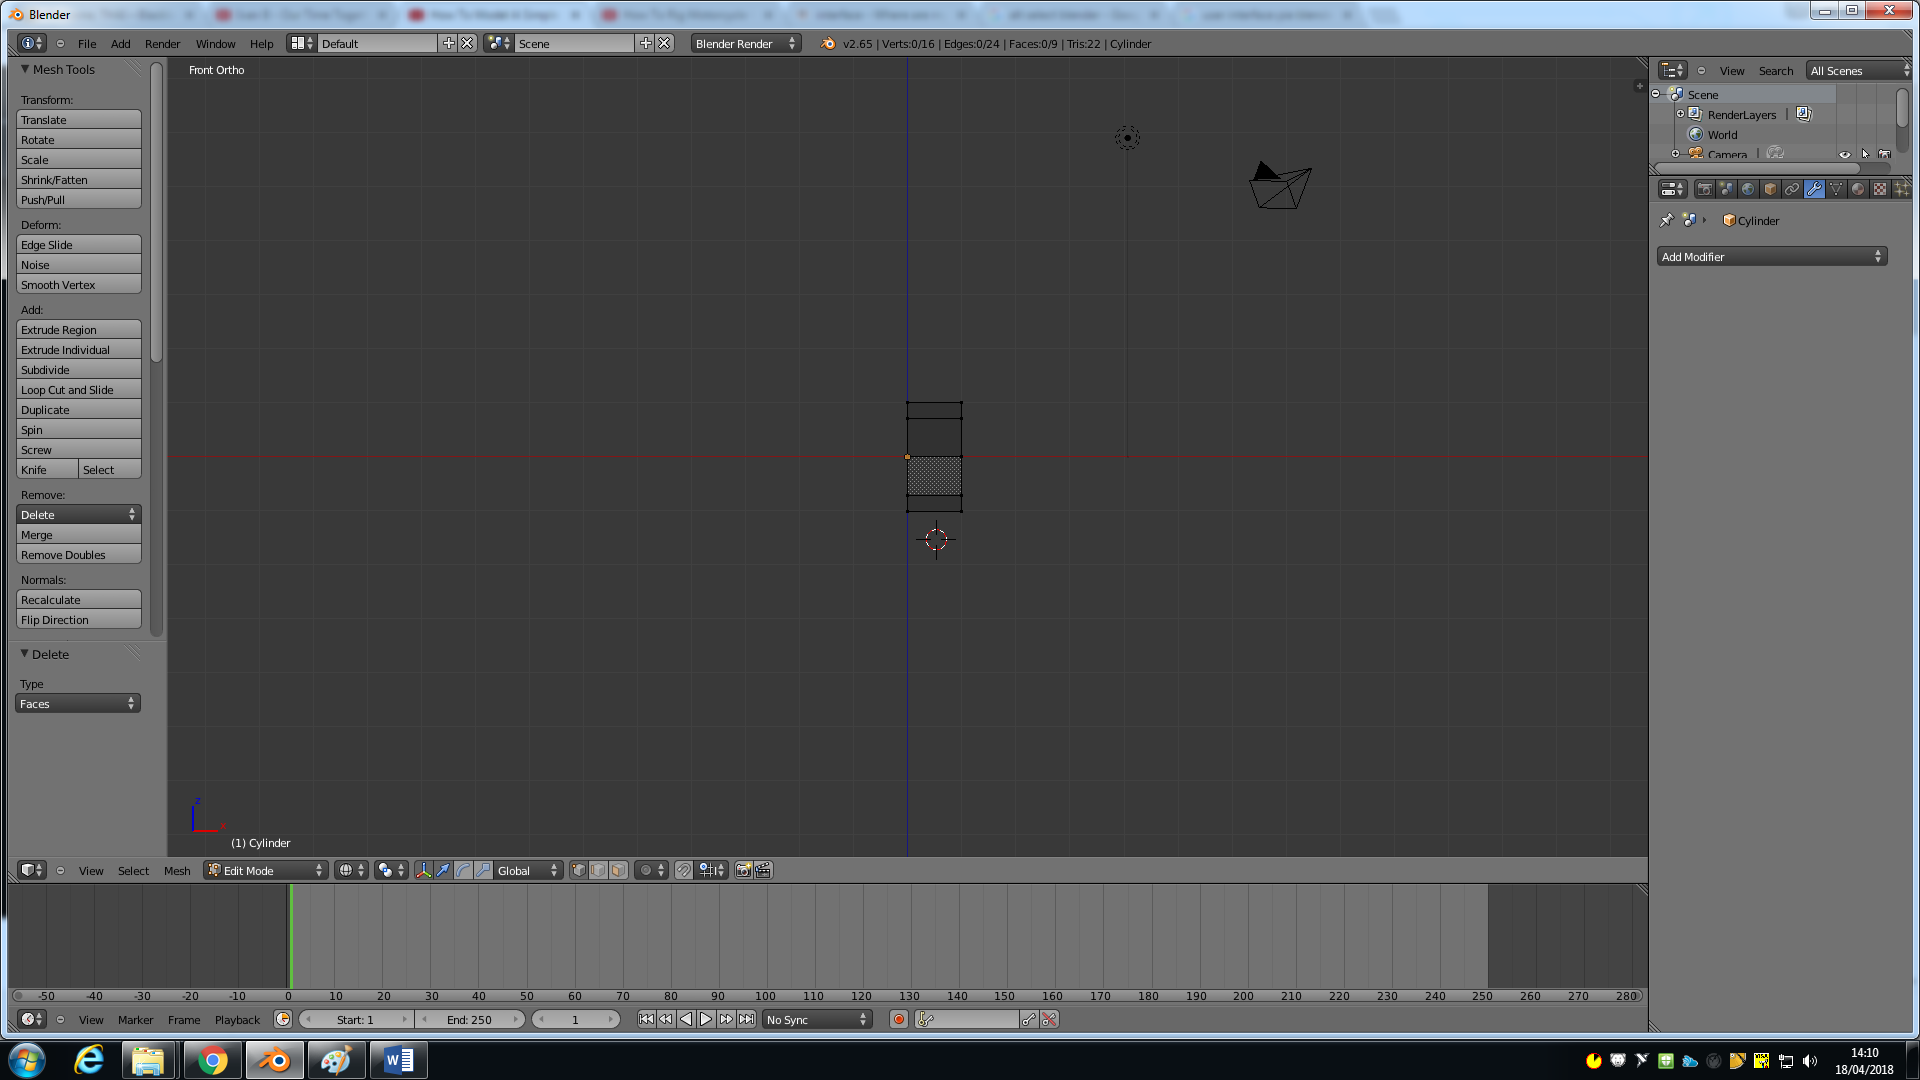 Blender
File Add Render Window Help Default Scene Blender Render v2.65 | Verts:0/16 | Edges:0/24 | Faces:0/9 | Tris:22 | Cylinder
Mesh Tools
Transform:
Translate
Rotate
Scale
Shrink/Fatten
Push/Pull
Deform:
Edge Slide
Noise
Smooth Vertex
Add:
Extrude Region
Extrude Individual
Subdivide
Loop Cut and Slide
Duplicate
Spin
Screw
Knife Select
Remove:
Delete
Merge
Remove Doubles
Normals:
Recalculate
Flip Direction
Delete
Type
Faces
Front Ortho
z
x
(1) Cylinder
View Search All Scenes
Scene
RenderLayers
World
Camera
Cylinder
Add Modifier
View Select Mesh Edit Mode Global
-50 -40 -30 -20 -10 0 10 20 30 40 50 60 70 80 90 100 110 120 130 140 150 160 170 180 190 200 210 220 230 240 250 260 270 280
View Marker Frame Playback Start: 1 End: 250 1 No Sync
14:10
18/04/2018